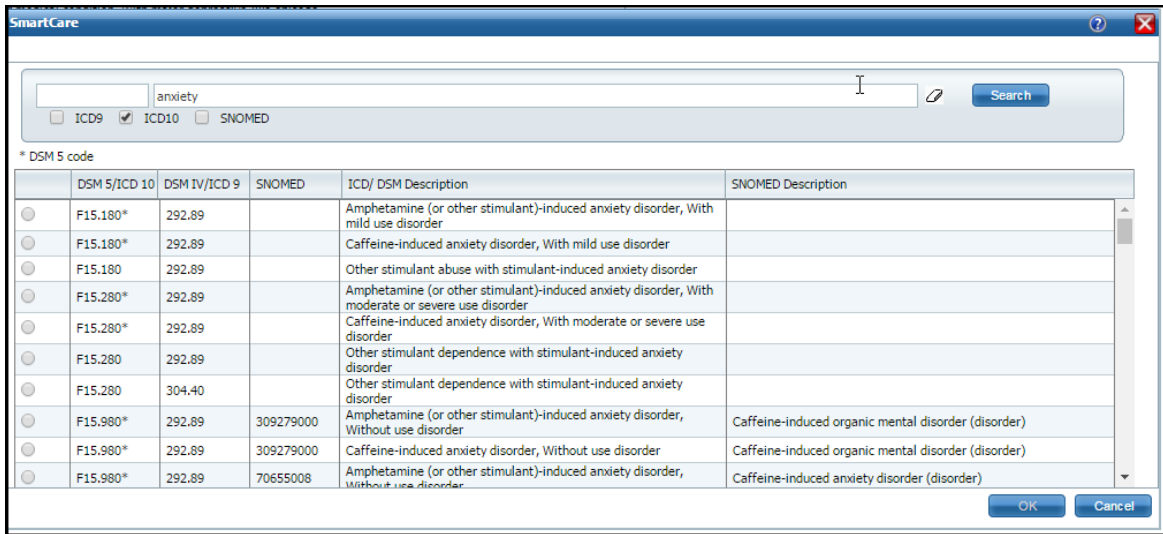 SmartCare
anxiety
Search
ICD9 ICD10 SNOMED
* DSM 5 code
DSM 5/ICD 10 DSM IV/ICD 9 SNOMED ICD/ DSM Description SNOMED Description
F15.180* 292.89 Amphetamine (or other stimulant)-induced anxiety disorder, With
mild use disorder
F15.180* 292.89 Caffeine-induced anxiety disorder, With mild use disorder
F15.180 292.89 Other stimulant abuse with stimulant-induced anxiety disorder
F15.280* 292.89 Amphetamine (or other stimulant)-induced anxiety disorder, With
moderate or severe use disorder
F15.280* 292.89 Caffeine-induced anxiety disorder, With moderate or severe use
disorder
F15.280 292.89 Other stimulant dependence with stimulant-induced anxiety
disorder
F15.280 304.40 Other stimulant dependence with stimulant-induced anxiety
disorder
F15.980* 292.89 309279000 Amphetamine (or other stimulant)-induced anxiety disorder, Caffeine-induced organic mental disorder (disorder)
Without use disorder
F15.980* 292.89 309279000 Caffeine-induced anxiety disorder, Without use disorder Caffeine-induced organic mental disorder (disorder)
F15.980* 292.89 70655008 Amphetamine (or other stimulant)-induced anxiety disorder, Caffeine-induced anxiety disorder (disorder)
Without use disorder
OK Cancel